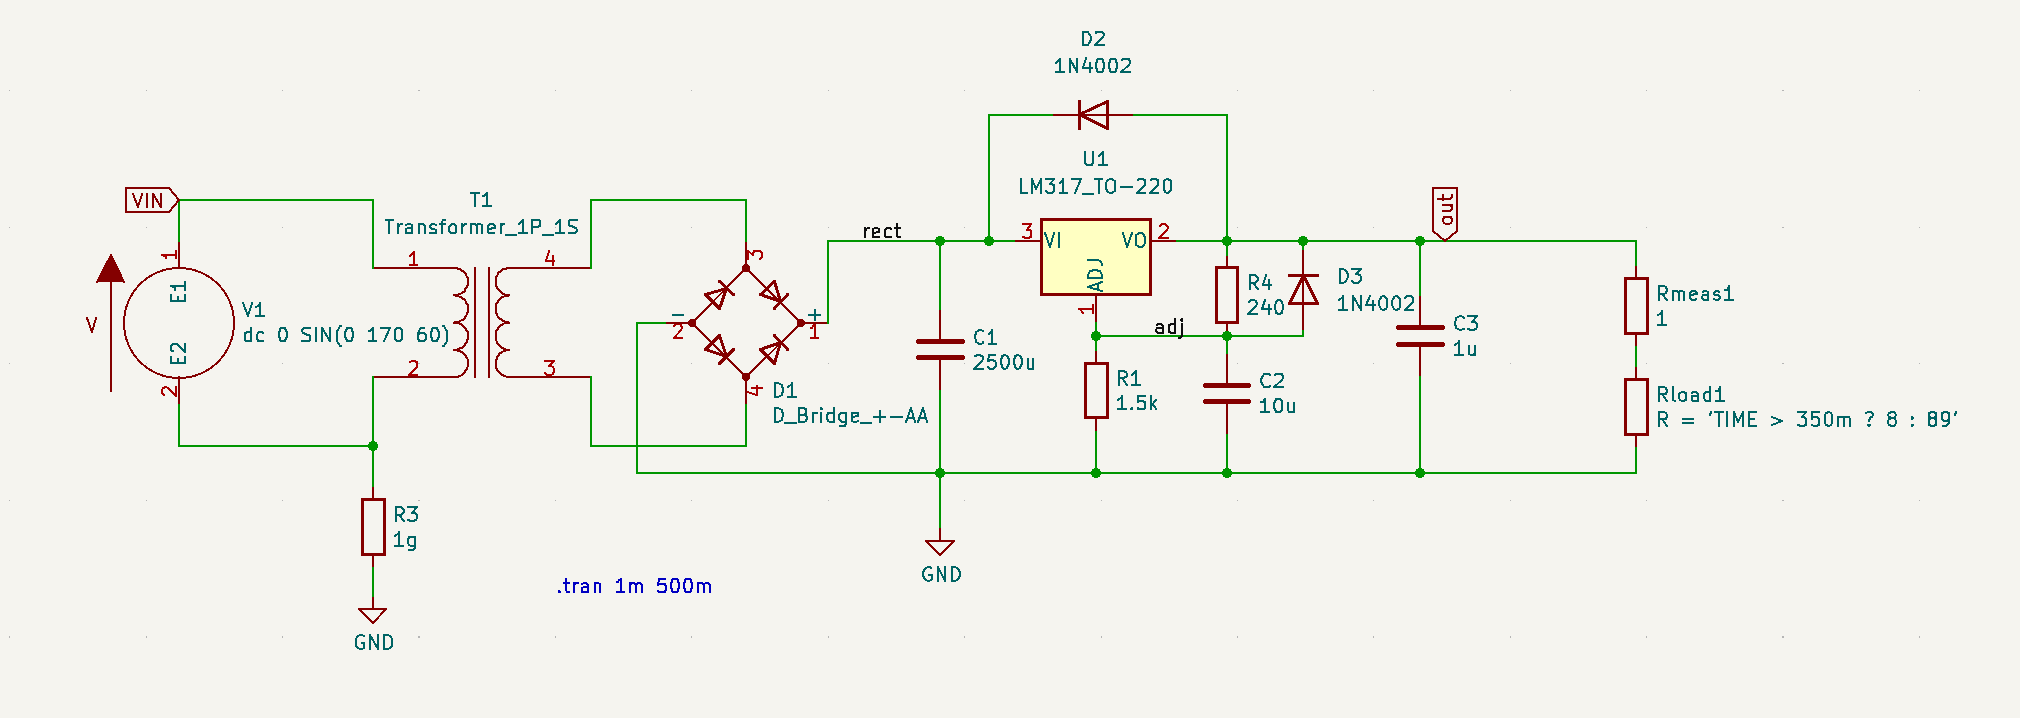 D2
1N4002
U1
LM317_TO-220
VIN
T1
Transformer_1P_1S
out
rect
3
VI
VO
2
ADJ
1
1
E1
E2
2
V
V1
dc 0 SIN(0 170 60)
1
4
2
3
3
-
2
+
1
4
D1
D_Bridge_+-AA
R4
240
D3
1N4002
adj
C1
2500u
R1
1.5k
C2
10u
C3
1u
Rmeas1
1
Rload1
R = 'TIME > 350m ? 8 : 89'
R3
1g
GND
.tran 1m 500m
GND